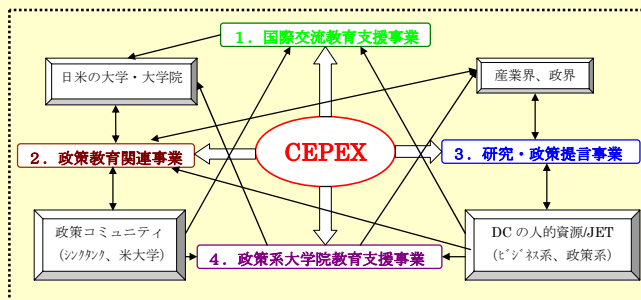 1．国際交流教育支援事業
日米の大学・大学院
産業界、政界
2．政策教育関連事業
CEPEX
3．研究・政策提言事業
政策コミュニティ
（ｼﾝｸﾀﾝｸ、米大学）
4．政策系大学院教育支援事業
DC の人的資源/JET
（ﾋﾞｼﾞﾈｽ系、政策系）